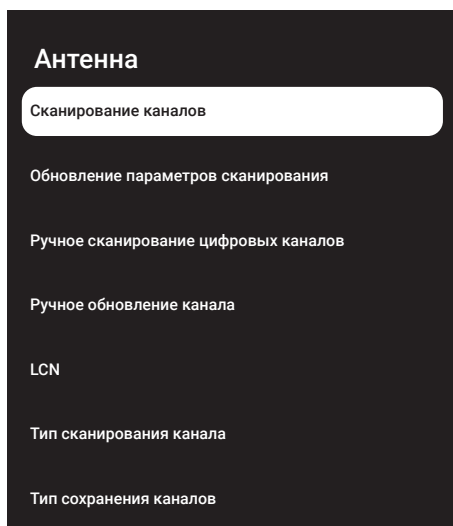 Антенна
Сканирование каналов
Обновление параметров сканирования
Ручное сканирование цифровых каналов
Ручное обновление канала
LCN
Тип сканирования канала
Тип сохранения каналов